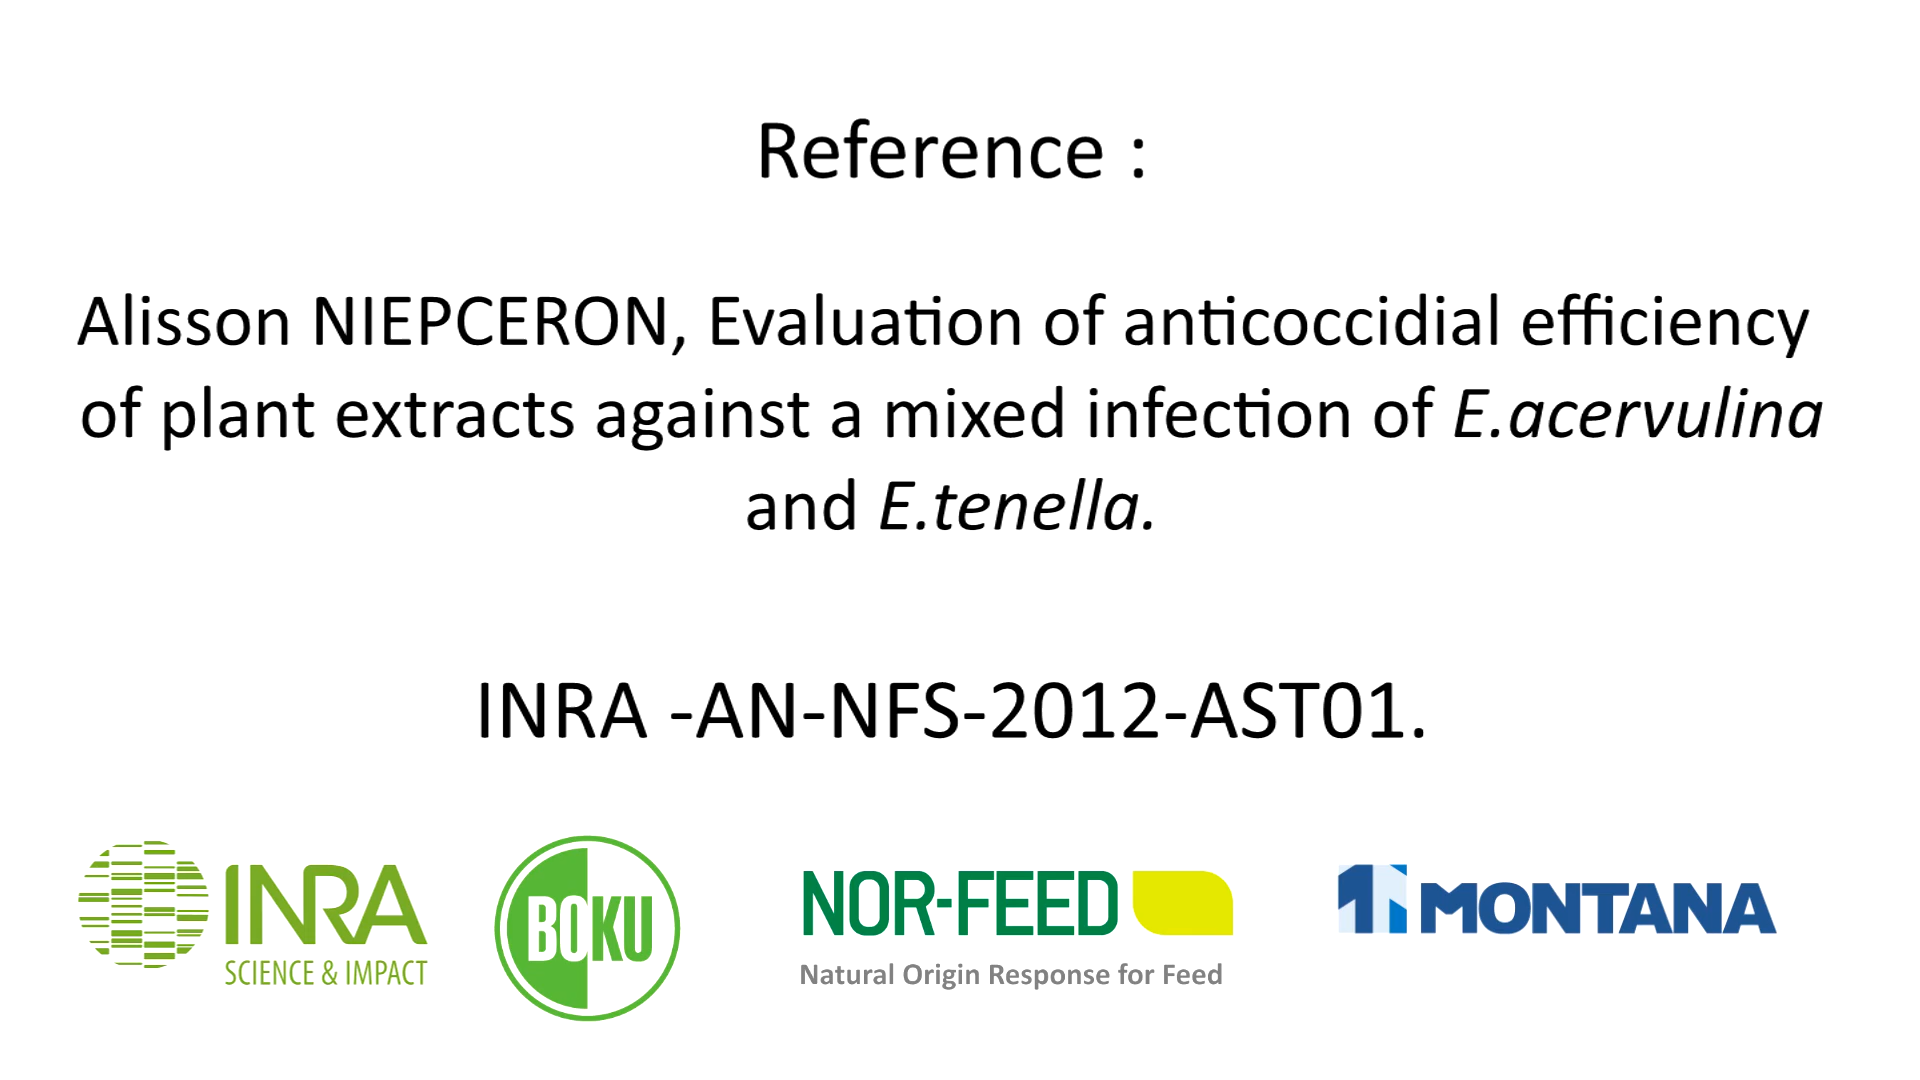 Reference :
Alisson NIEPCERON, Evaluation of anticoccidial efficiency
of plant extracts against a mixed infection of E.acervulina
and E.tenella.
INRA -AN-NFS-2012-AST01.
INRA
SCIENCE & IMPACT
BOKU
NOR-FEED
Natural Origin Response for Feed
MONTANA